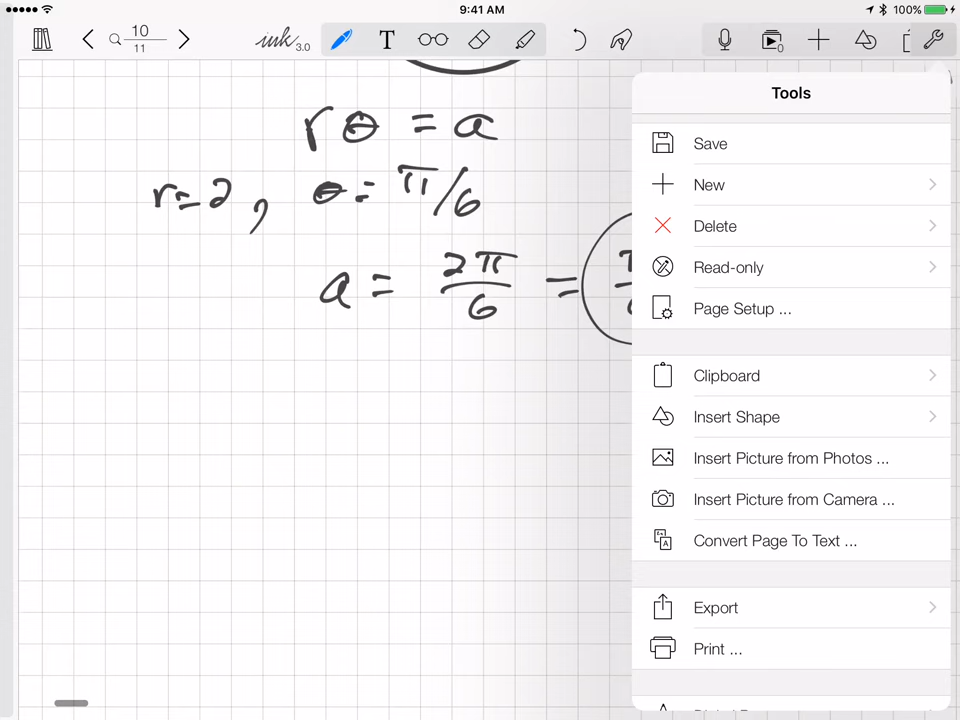 9:41 AM
100%
10
11
ink 3.0
T
0
Tools
rθ = a
r=2, θ = π/6
a = 2π/6 =
Save
New
Delete
Read-only
Page Setup ...
Clipboard
Insert Shape
Insert Picture from Photos ...
Insert Picture from Camera ...
Convert Page To Text ...
Export
Print ...